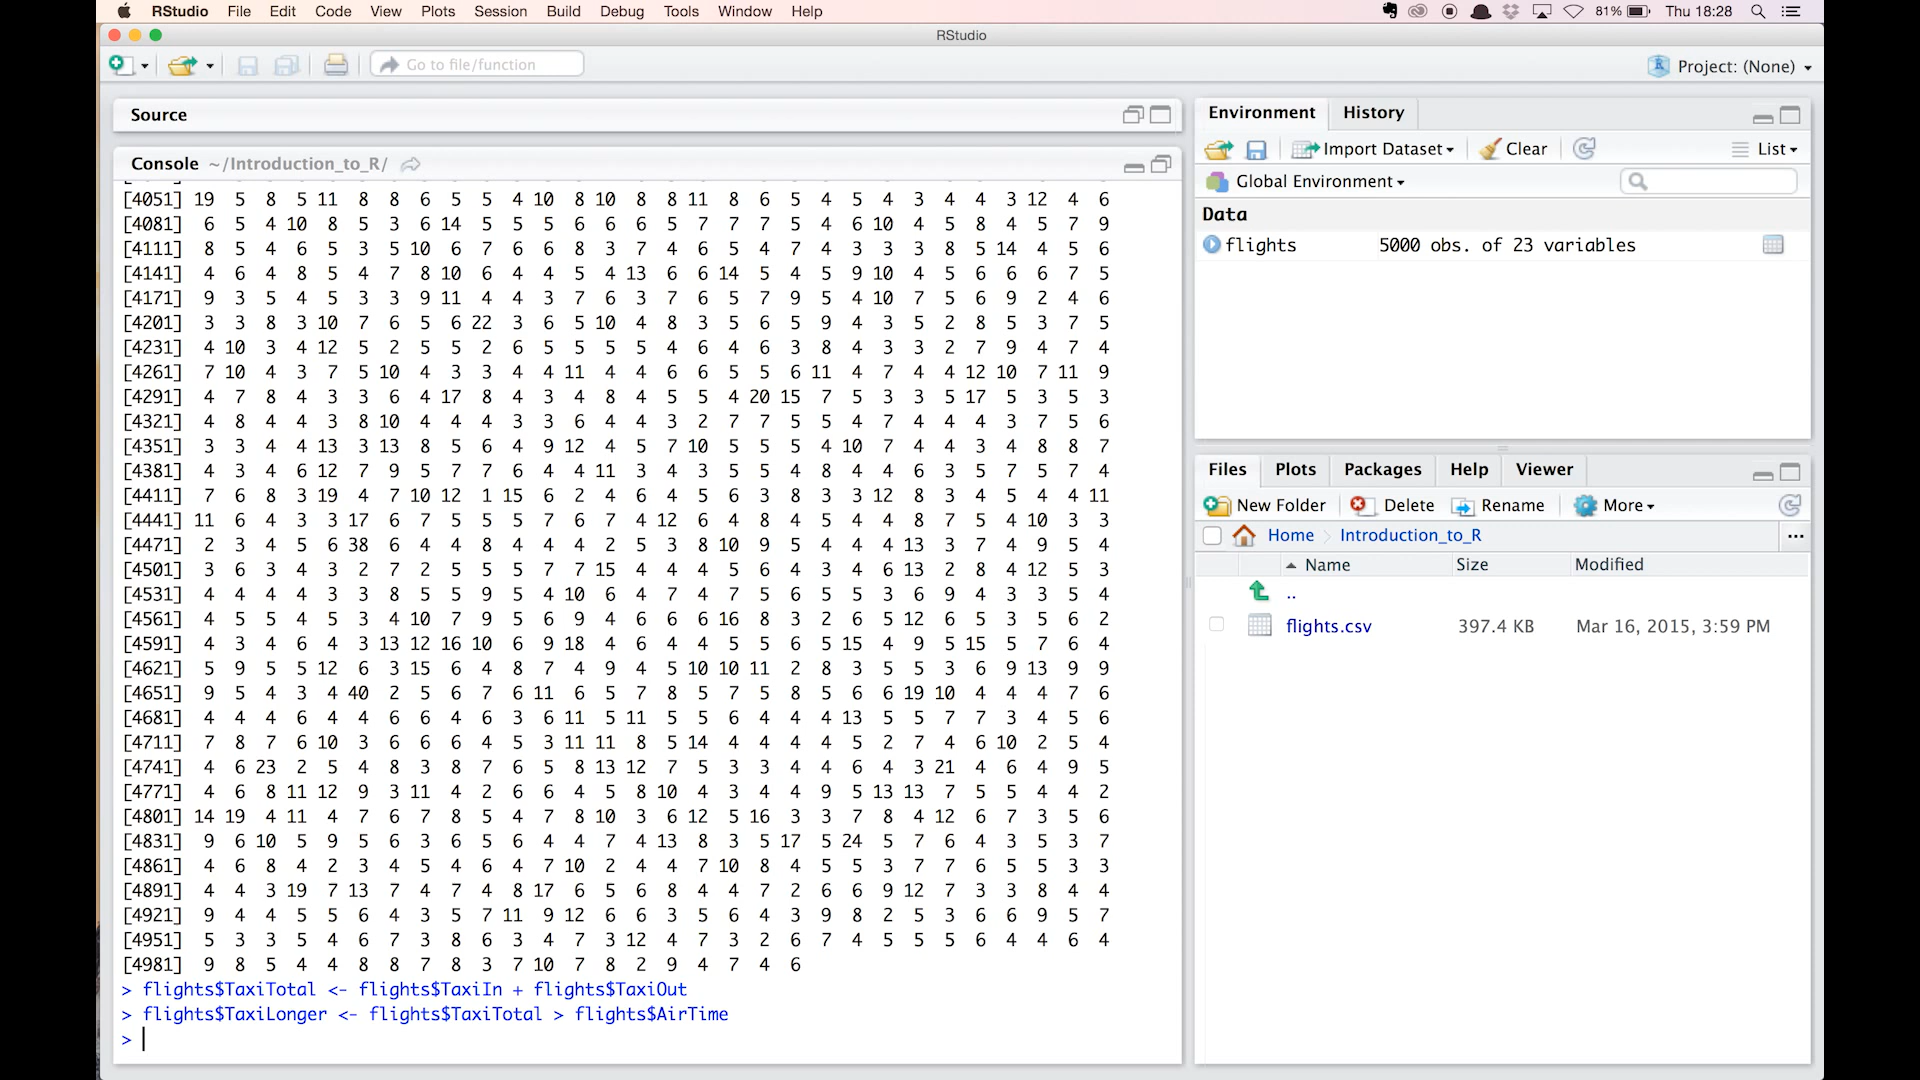 RStudio File Edit Code View Plots Session Build Debug Tools Window Help 81% Thu 18:28
RStudio
Go to file/function
Project: (None)
Source
Console ~/Introduction_to_R/
[4051] 19 5 8 5 11 8 8 6 5 5 4 10 8 10 8 8 11 8 6 5 4 5 4 3 4 4 3 12 4 6
[4081] 6 5 4 10 8 5 3 6 14 5 5 5 6 6 6 5 7 7 7 5 4 6 10 4 5 8 4 5 7 9
[4111] 8 5 4 6 5 3 5 10 6 7 6 6 8 3 7 4 6 5 4 7 4 3 3 3 8 5 14 4 5 6
[4141] 4 6 4 8 5 4 7 8 10 6 4 4 5 4 13 6 6 14 5 4 5 9 10 4 5 6 6 6 7 5
[4171] 9 3 5 4 5 3 3 9 11 4 4 3 7 6 3 7 6 5 7 9 5 4 10 7 5 6 9 2 4 6
[4201] 3 3 8 3 10 7 6 5 6 22 3 6 5 10 4 8 3 5 6 5 9 4 3 5 2 8 5 3 7 5
[4231] 4 10 3 4 12 5 2 5 5 2 6 5 5 5 5 4 6 4 6 3 8 4 3 3 2 7 9 4 7 4
[4261] 7 10 4 3 7 5 10 4 3 3 4 4 11 4 4 6 6 5 5 6 11 4 7 4 4 12 10 7 11 9
[4291] 4 7 8 4 3 3 6 4 17 8 4 3 4 8 4 5 5 4 20 15 7 5 3 3 5 17 5 3 5 3
[4321] 4 8 4 4 3 8 10 4 4 4 3 3 6 4 4 3 2 7 7 5 5 4 7 4 4 4 3 7 5 6
[4351] 3 3 4 4 13 3 13 8 5 6 4 9 12 4 5 7 10 5 5 5 4 10 7 4 4 3 4 8 8 7
[4381] 4 3 4 6 12 7 9 5 7 7 6 4 4 11 3 4 3 5 5 4 8 4 4 6 3 5 7 5 7 4
[4411] 7 6 8 3 19 4 7 10 12 1 15 6 2 4 6 4 5 6 3 8 3 3 12 8 3 4 5 4 4 11
[4441] 11 6 4 3 3 17 6 7 5 5 5 7 6 7 4 12 6 4 8 4 5 4 4 8 7 5 4 10 3 3
[4471] 2 3 4 5 6 38 6 4 4 8 4 4 4 2 5 3 8 10 9 5 4 4 4 13 3 7 4 9 5 4
[4501] 3 6 3 4 3 2 7 2 5 5 5 7 7 15 4 4 4 5 6 4 3 4 6 13 2 8 4 12 5 3
[4531] 4 4 4 4 3 3 8 5 5 9 5 4 10 6 4 7 4 7 5 6 5 5 3 6 9 4 3 3 5 4
[4561] 4 5 5 4 5 3 4 10 7 9 5 6 9 4 6 6 6 16 8 3 2 6 5 12 6 5 3 5 6 2
[4591] 4 3 4 6 4 3 13 12 16 10 6 9 18 4 6 4 4 5 5 6 5 15 4 9 5 15 5 7 6 4
[4621] 5 9 5 5 12 6 3 15 6 4 8 7 4 9 4 5 10 10 11 2 8 3 5 5 3 6 9 13 9 9
[4651] 9 5 4 3 4 40 2 5 6 7 6 11 6 5 7 8 5 7 5 8 5 6 6 19 10 4 4 4 7 6
[4681] 4 4 4 6 4 4 6 6 4 6 3 6 11 5 11 5 5 6 4 4 4 13 5 5 7 7 3 4 5 6
[4711] 7 8 7 6 10 3 6 6 6 4 5 3 11 11 8 5 14 4 4 4 4 5 2 7 4 6 10 2 5 4
[4741] 4 6 23 2 5 4 8 3 8 7 6 5 8 13 12 7 5 3 3 4 4 6 4 3 21 4 6 4 9 5
[4771] 4 6 8 11 12 9 3 11 4 2 6 6 4 5 8 10 4 3 4 4 9 5 13 13 7 5 5 4 4 2
[4801] 14 19 4 11 4 7 6 7 8 5 4 7 8 10 3 6 12 5 16 3 3 7 8 4 12 6 7 3 5 6
[4831] 9 6 10 5 9 5 6 3 6 5 6 4 4 7 4 13 8 3 5 17 5 24 5 7 6 4 3 5 3 7
[4861] 4 6 8 4 2 3 4 5 4 6 4 7 10 2 4 4 7 10 8 4 5 5 3 7 7 6 5 5 3 3
[4891] 4 4 3 19 7 13 7 4 7 4 8 17 6 5 6 8 4 4 7 2 6 6 9 12 7 3 3 8 4 4
[4921] 9 4 4 5 5 6 4 3 5 7 11 9 12 6 6 3 5 6 4 3 9 8 2 5 3 6 6 9 5 7
[4951] 5 3 3 5 4 6 7 3 8 6 3 4 7 3 12 4 7 3 2 6 7 4 5 5 5 6 4 4 6 4
[4981] 9 8 5 4 4 8 8 7 8 3 7 10 7 8 2 9 4 7 4 6
> flights$TaxiTotal <- flights$TaxiIn + flights$TaxiOut
> flights$TaxiLonger <- flights$TaxiTotal > flights$AirTime
>
Environment History
Import Dataset Clear List
Global Environment
Data
flights 5000 obs. of 23 variables
Files Plots Packages Help Viewer
New Folder Delete Rename More
Home Introduction_to_R ...
Name Size Modified
..
flights.csv 397.4 KB Mar 16, 2015, 3:59 PM